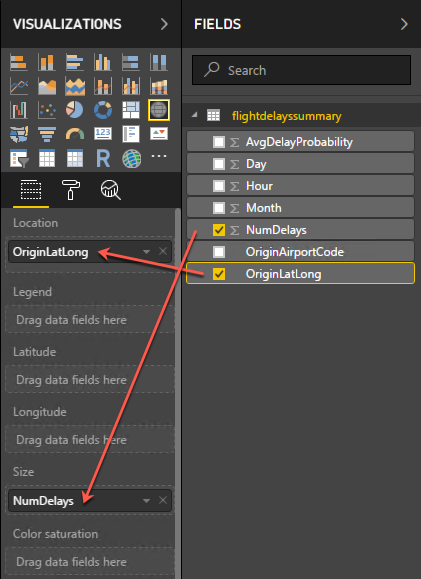 VISUALIZATIONS
FIELDS
Search
flightdelayssummary
AvgDelayProbability
Day
Hour
Month
NumDelays
OriginAirportCode
OriginLatLong
123
R
Location
OriginLatLong
Legend
Drag data fields here
Latitude
Drag data fields here
Longitude
Drag data fields here
Size
NumDelays
Color saturation
Drag data fields here